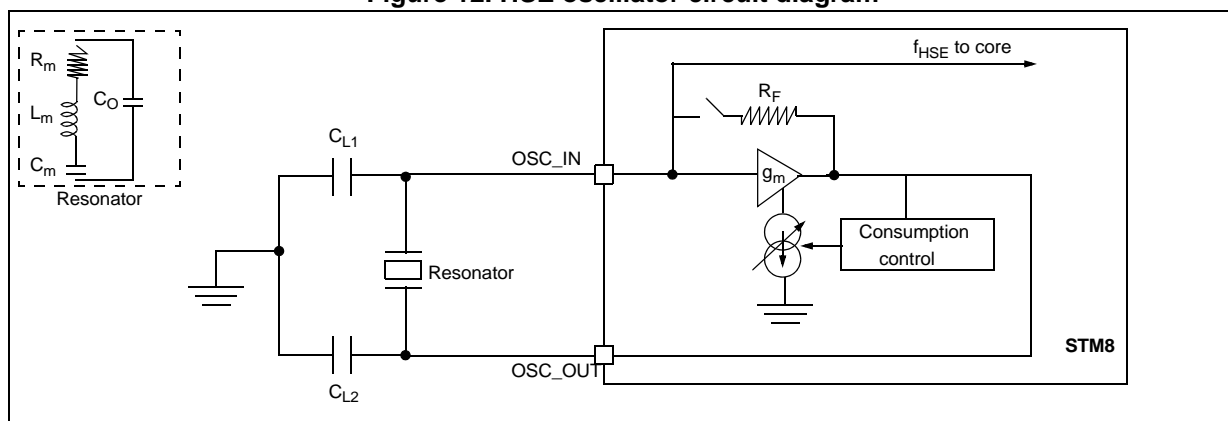 Figure 12. HSE oscillator circuit diagram
Rm
CO
Lm
Cm
Resonator
fHSE to core
RF
CL1
OSC_IN
gm
Consumption
control
Resonator
STM8
OSC_OUT
CL2